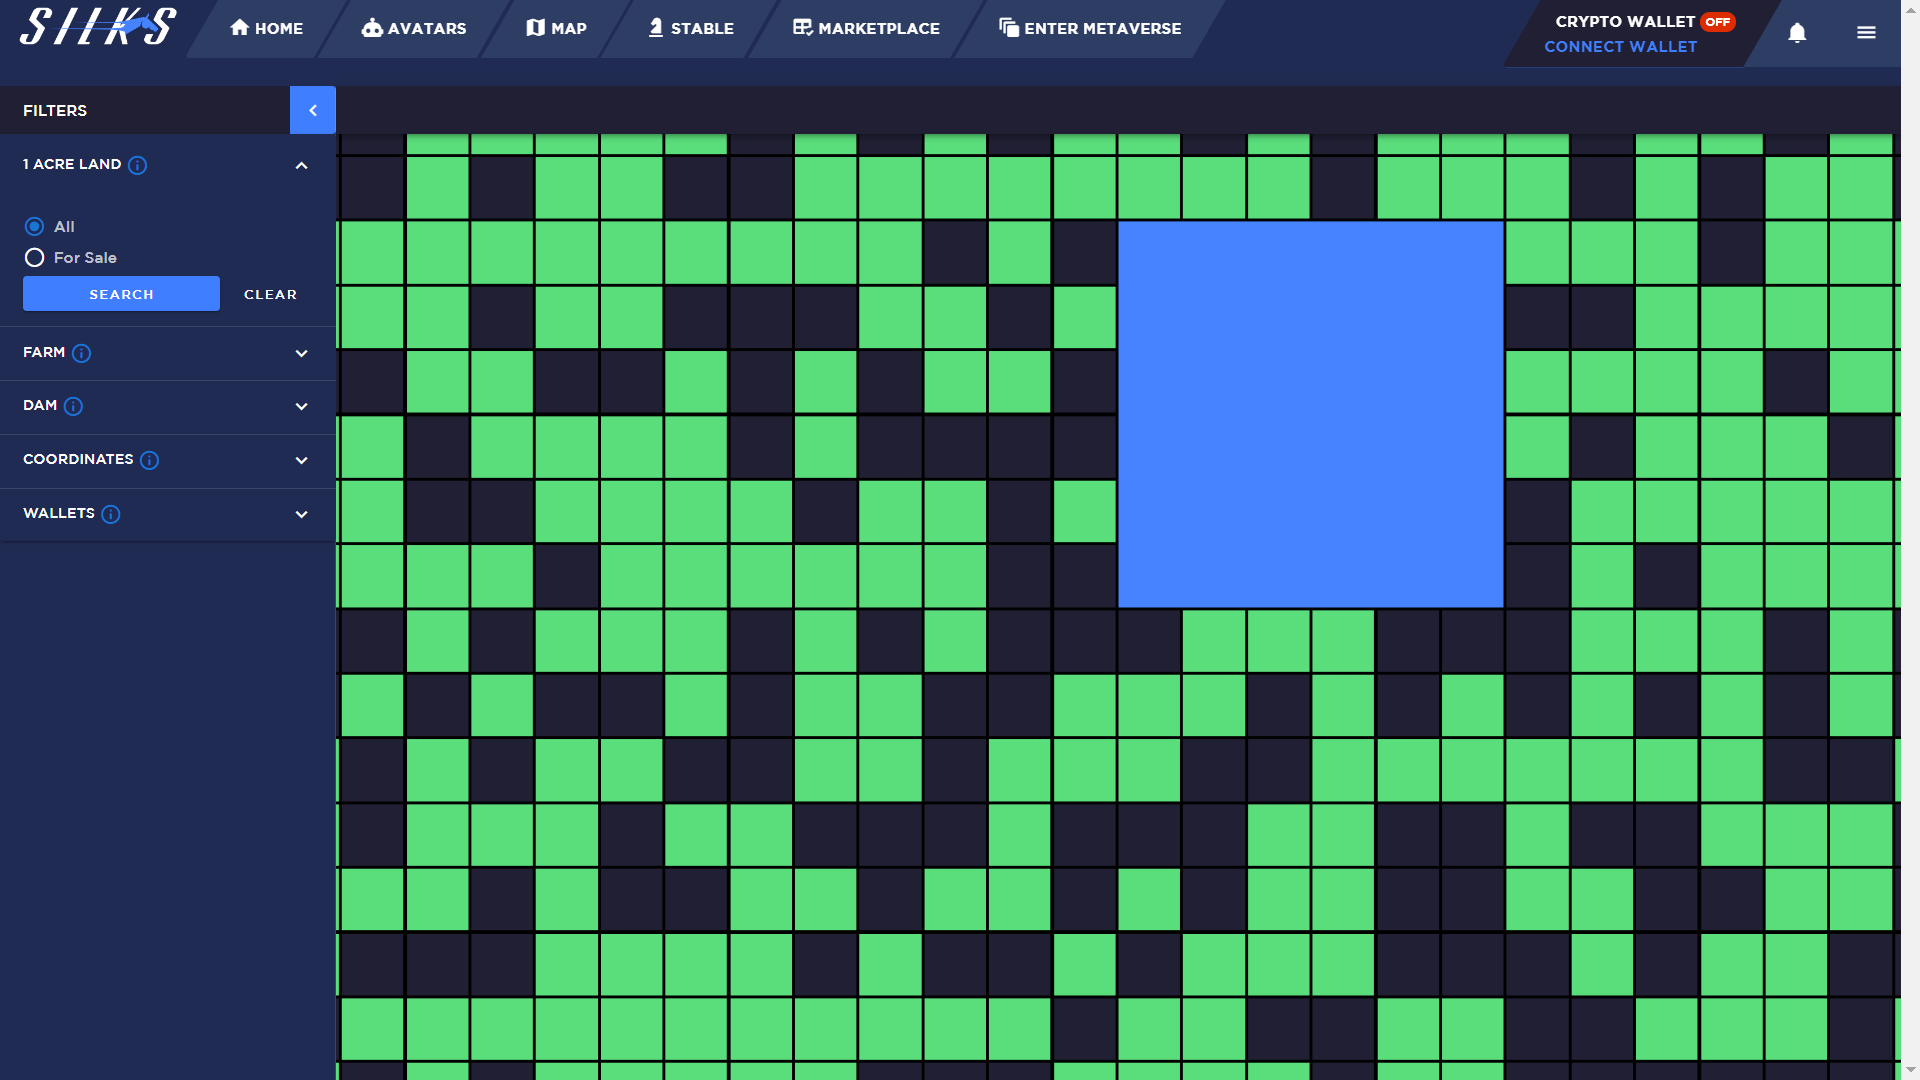 SILKS
HOME
AVATARS
MAP
STABLE
MARKETPLACE
ENTER METAVERSE
CRYPTO WALLET OFF
CONNECT WALLET
FILTERS
1 ACRE LAND
All
For Sale
SEARCH CLEAR
FARM
DAM
COORDINATES
WALLETS